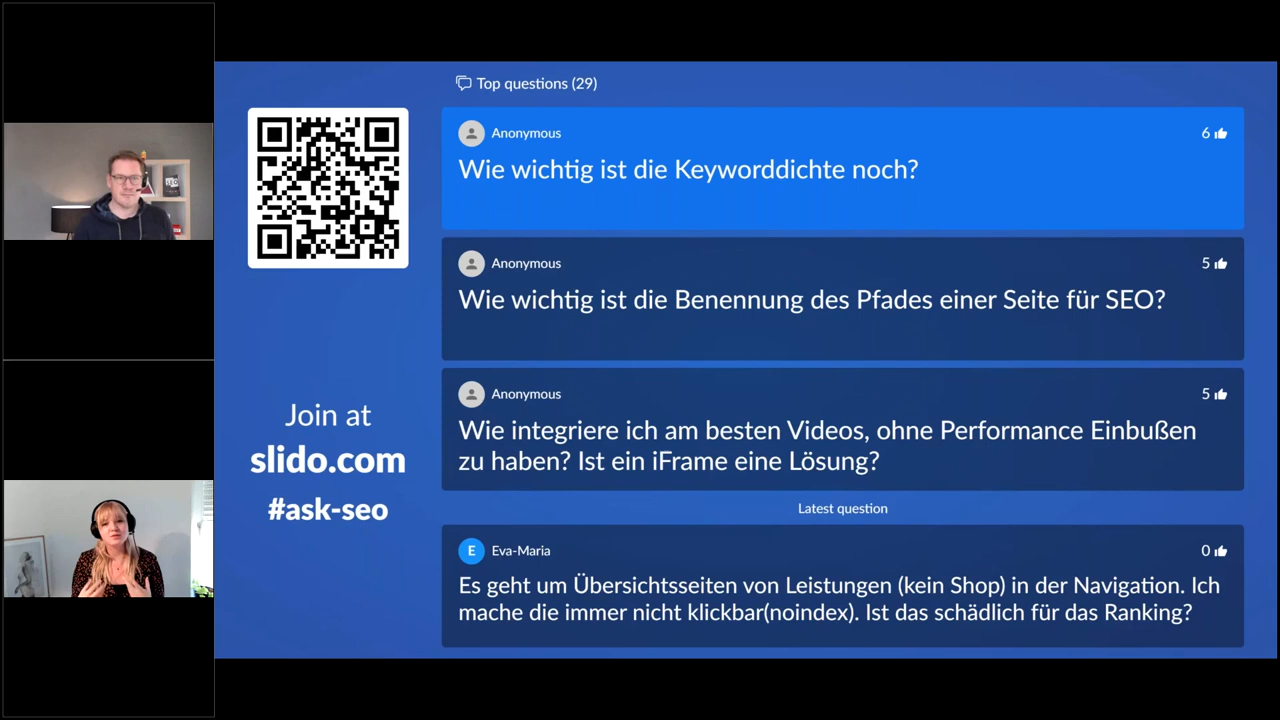 Top questions (29)
Anonymous
6
Wie wichtig ist die Keyworddichte noch?
Anonymous
5
Wie wichtig ist die Benennung des Pfades einer Seite für SEO?
Anonymous
5
Wie integriere ich am besten Videos, ohne Performance Einbußen
zu haben? Ist ein iFrame eine Lösung?
Latest question
E
Eva-Maria
0
Es geht um Übersichtsseiten von Leistungen (kein Shop) in der Navigation. Ich
mache die immer nicht klickbar(noindex). Ist das schädlich für das Ranking?
Join at
slido.com
#ask-seo